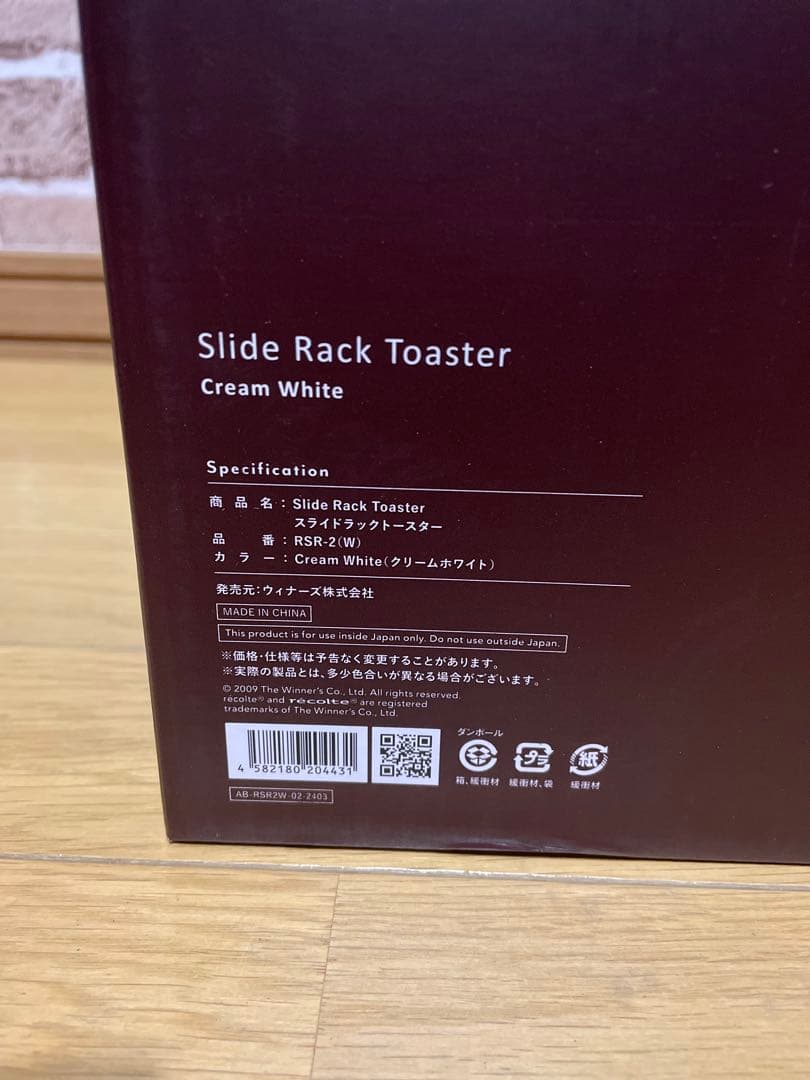 Slide Rack Toaster
Cream White
Specification
商品名:Slide Rack Toaster
スライドラックトースター
品番:RSR-2(W)
カラー:Cream White(クリームホワイト)
発売元:ウィナーズ株式会社
MADE IN CHINA
This product is for use inside Japan only. Do not use outside Japan.
※価格・仕様等は予告なく変更することがあります。
※実際の製品とは、多少色合いが異なる場合がございます。
© 2009 The Winner's Co., Ltd. All rights reserved.
récolte® and récolte® are registered
trademarks of The Winner's Co., Ltd.
ダンボール
プラ
紙
4 582180 204431
箱、緩衝材
緩衝材、袋
緩衝材
AB-RSR2W-02-2403